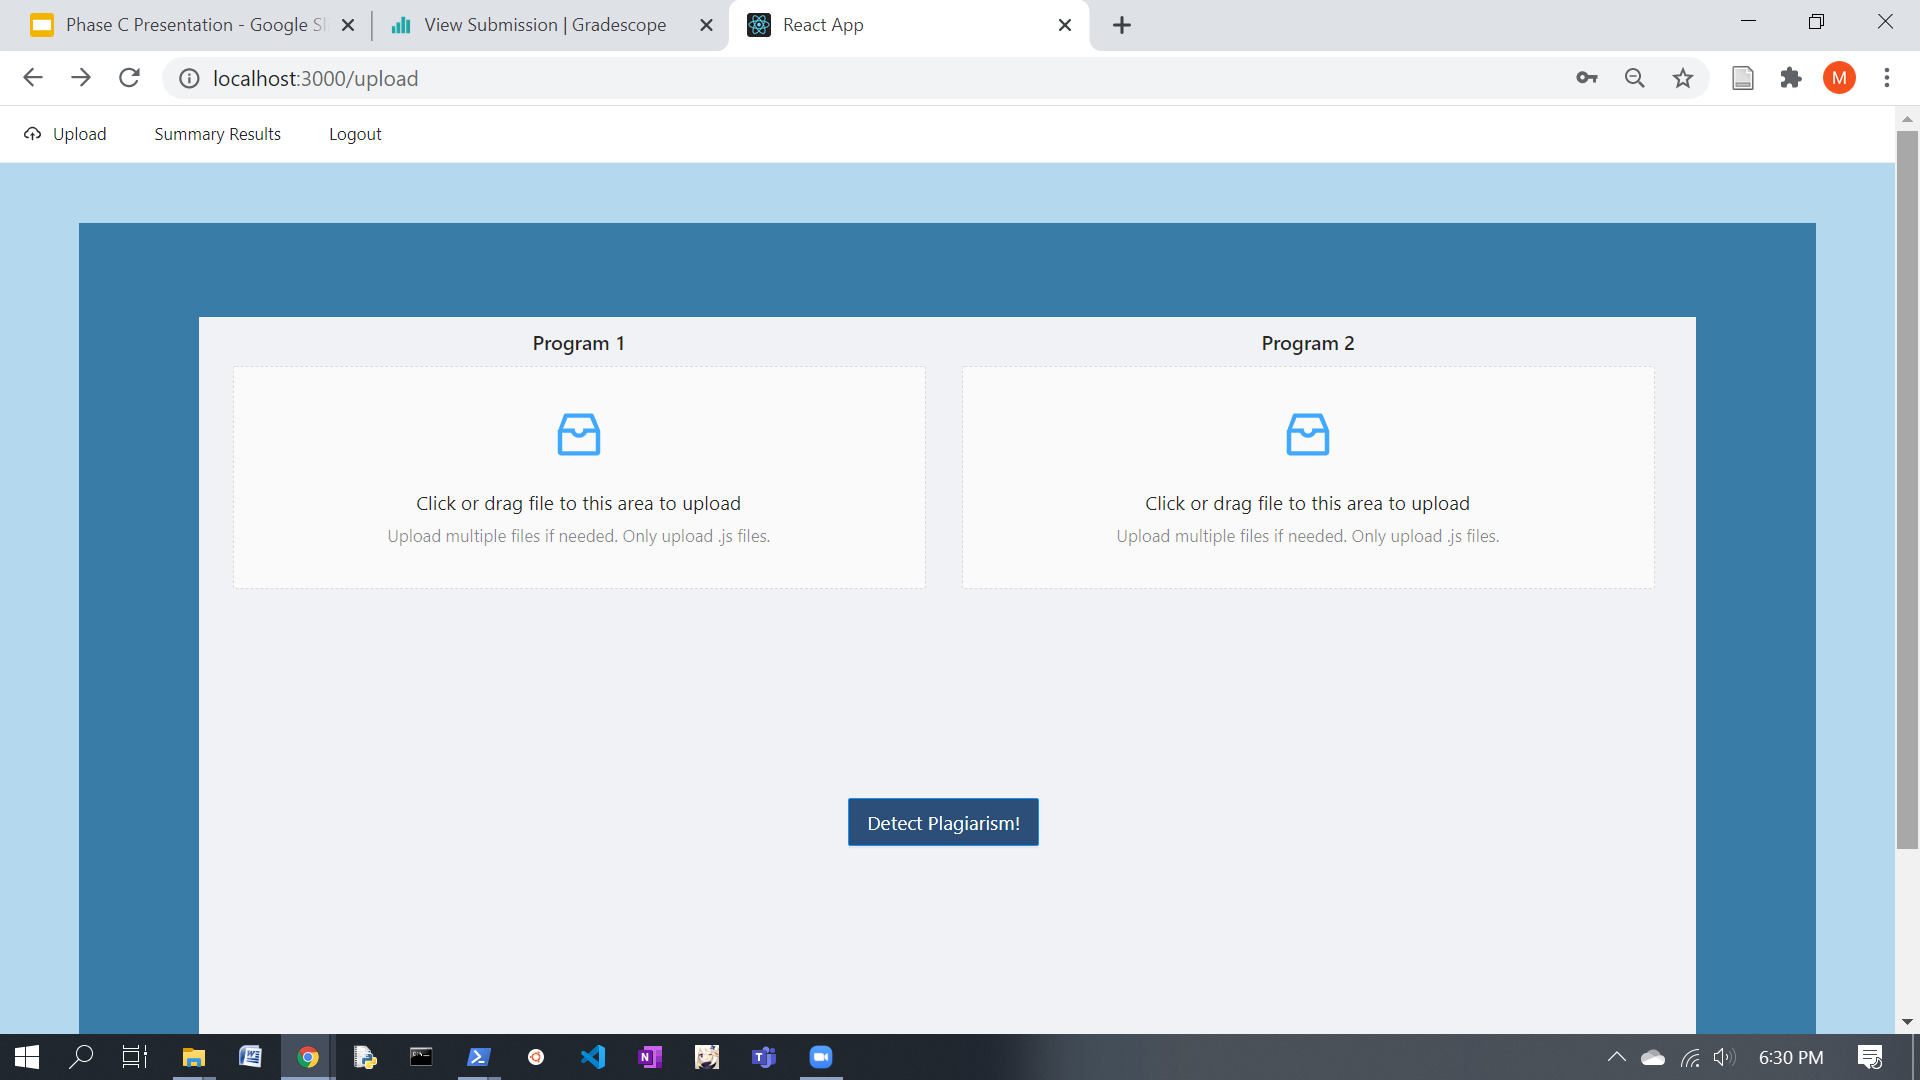 Phase C Presentation - Google Sli
View Submission | Gradescope
React App
localhost:3000/upload
M
Upload
Summary Results
Logout
Program 1
Program 2
Click or drag file to this area to upload
Upload multiple files if needed. Only upload .js files.
Click or drag file to this area to upload
Upload multiple files if needed. Only upload .js files.
Detect Plagiarism!
6:30 PM